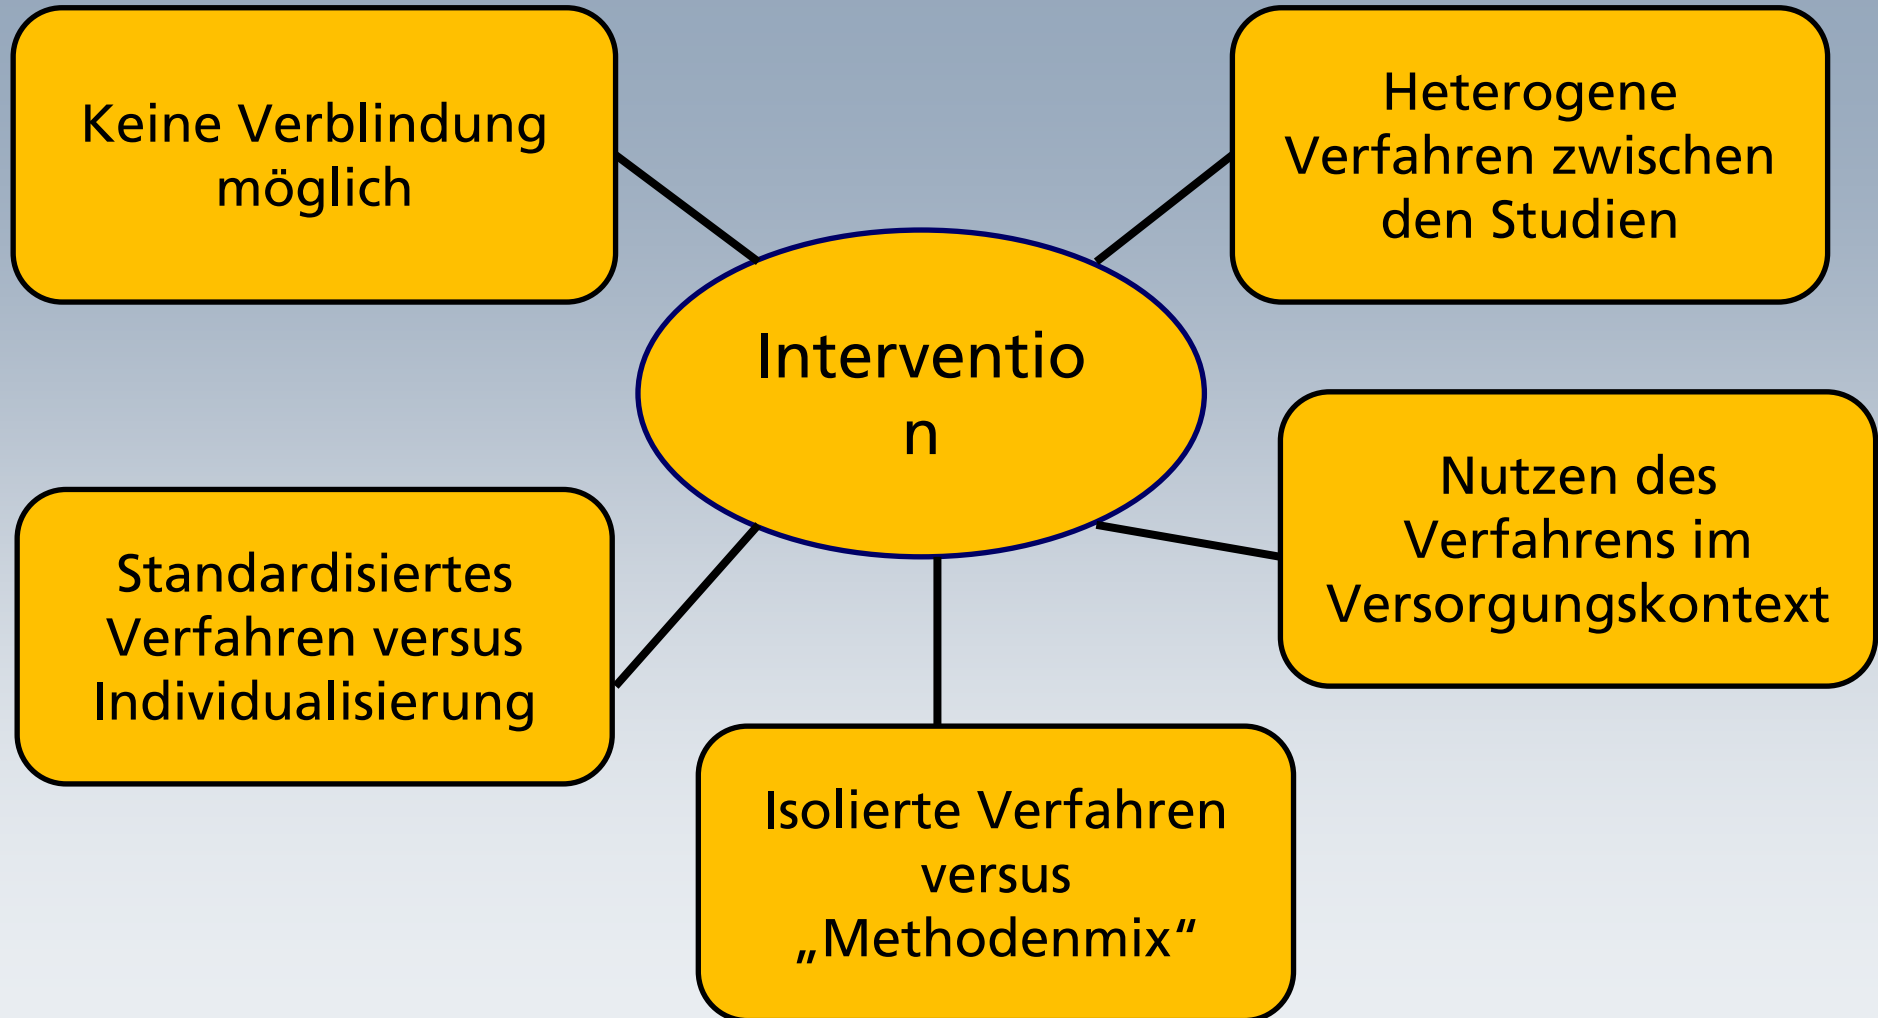 Keine Verblindung
möglich
Heterogene
Verfahren zwischen
den Studien
Interventio
n
Nutzen des
Verfahrens im
Versorgungskontext
Standardisiertes
Verfahren versus
Individualisierung
Isolierte Verfahren
versus
„Methodenmix“